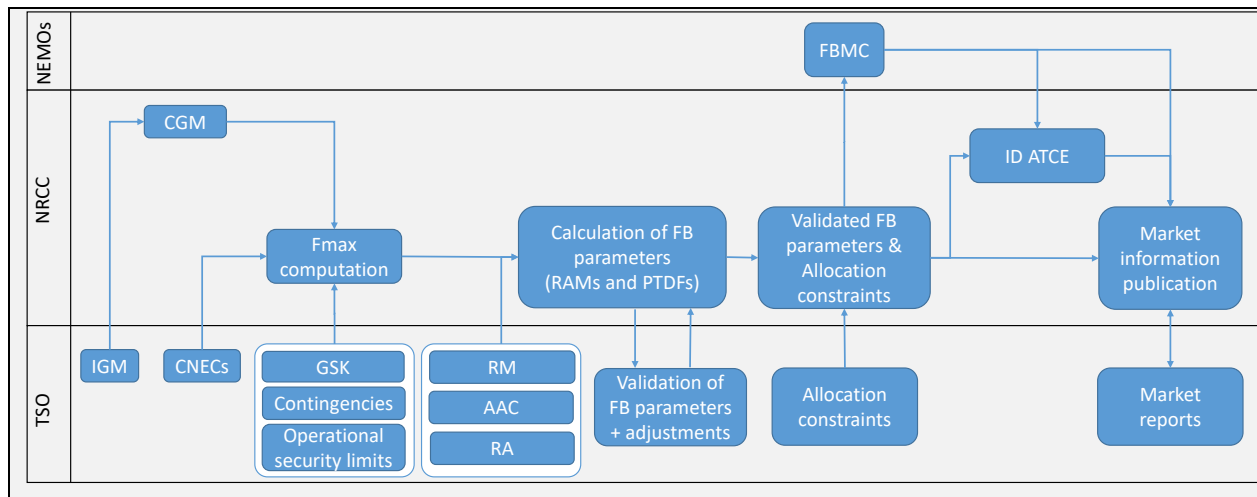 NEMOs
FBMC
NRCC
CGM
ID ATCE
Fmax
computation
Calculation of FB
parameters
(RAMs and PTDFs)
Validated FB
parameters &
Allocation
constraints
Market
information
publication
TSO
IGM
CNECs
GSK
Contingencies
Operational
security limits
RM
AAC
RA
Validation of
FB parameters
+ adjustments
Allocation
constraints
Market
reports